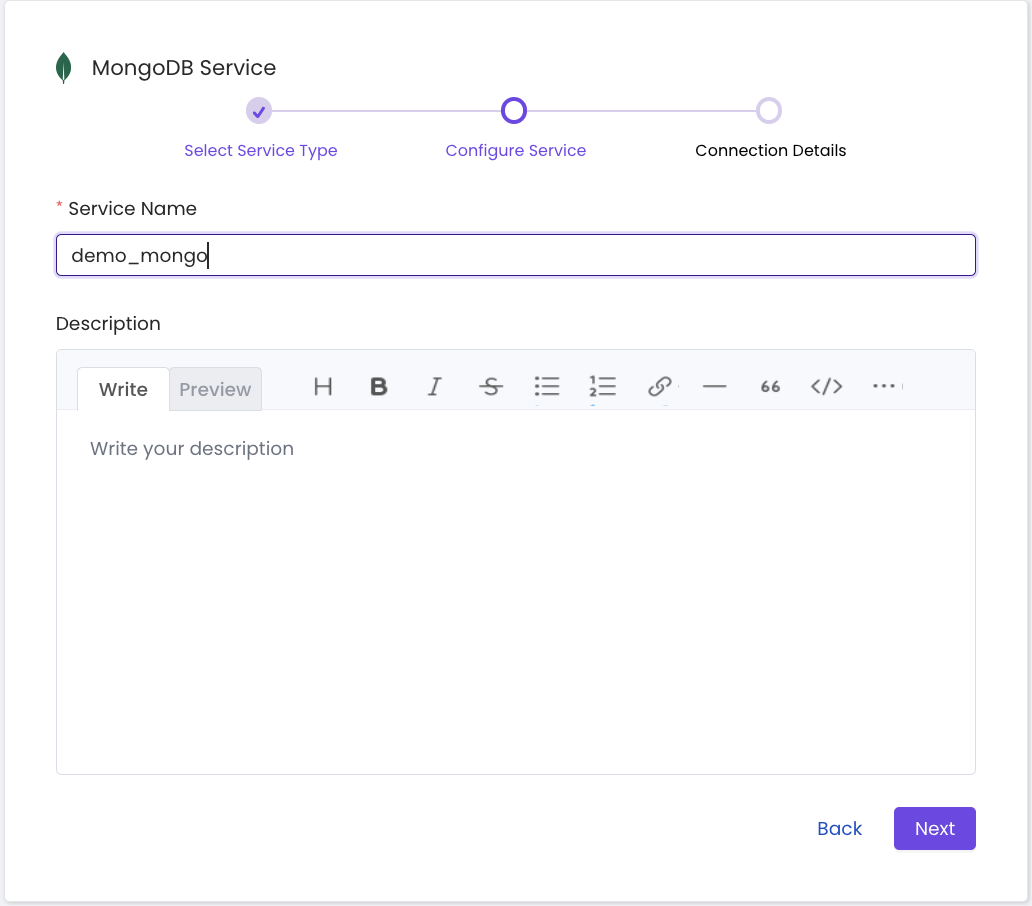 MongoDB Service
Select Service Type
Configure Service
Connection Details
* Service Name
demo_mongo
Description
Write
Preview
Write your description
Back
Next